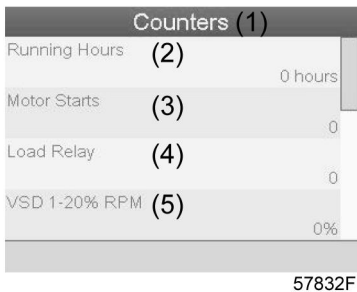 Counters (1)
Running Hours (2)
0 hours
Motor Starts (3)
0
Load Relay (4)
0
VSD 1-20% RPM (5)
0%
57832F